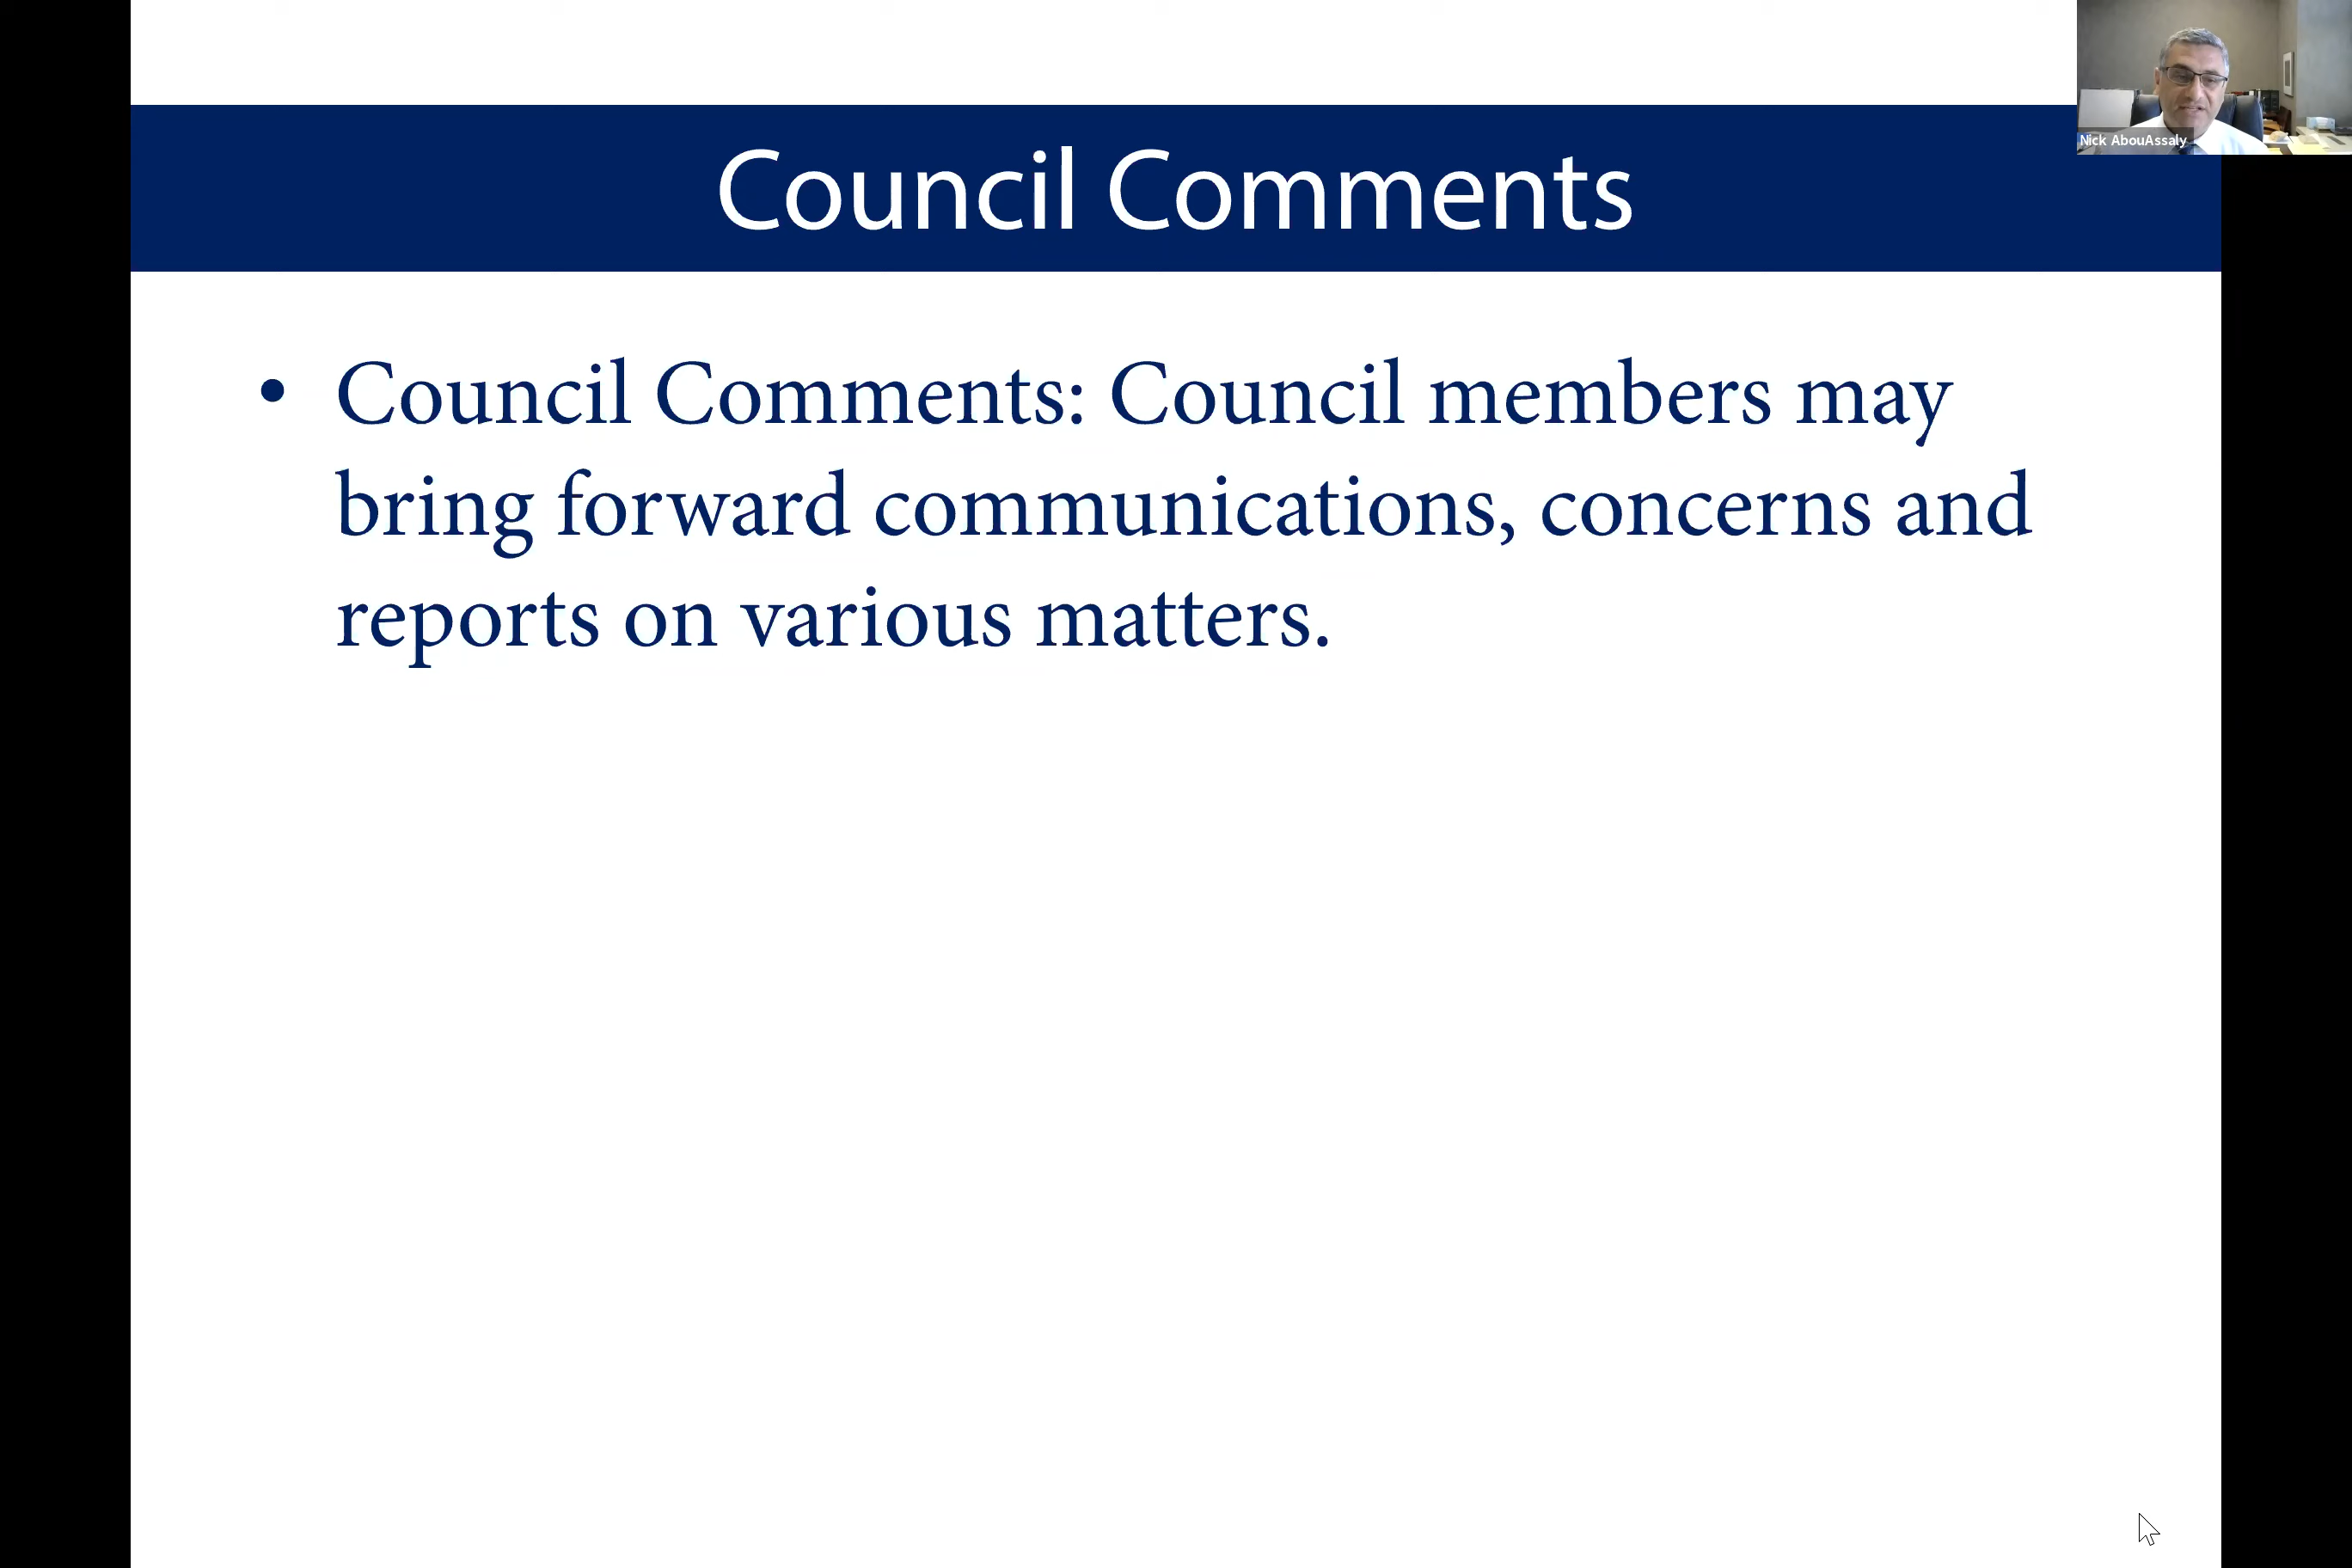 Council Comments
Nick AbouAssaly
• Council Comments: Council members may
bring forward communications, concerns and
reports on various matters.